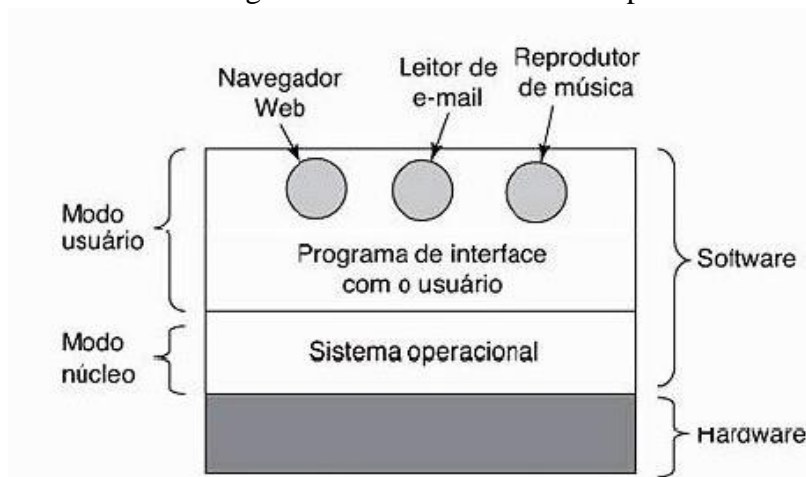 Navegador
Web
Leitor de
e-mail
Reprodutor
de música
Modo
usuário
Programa de interface
com o usuário
Software
Modo
núcleo
Sistema operacional
Hardware